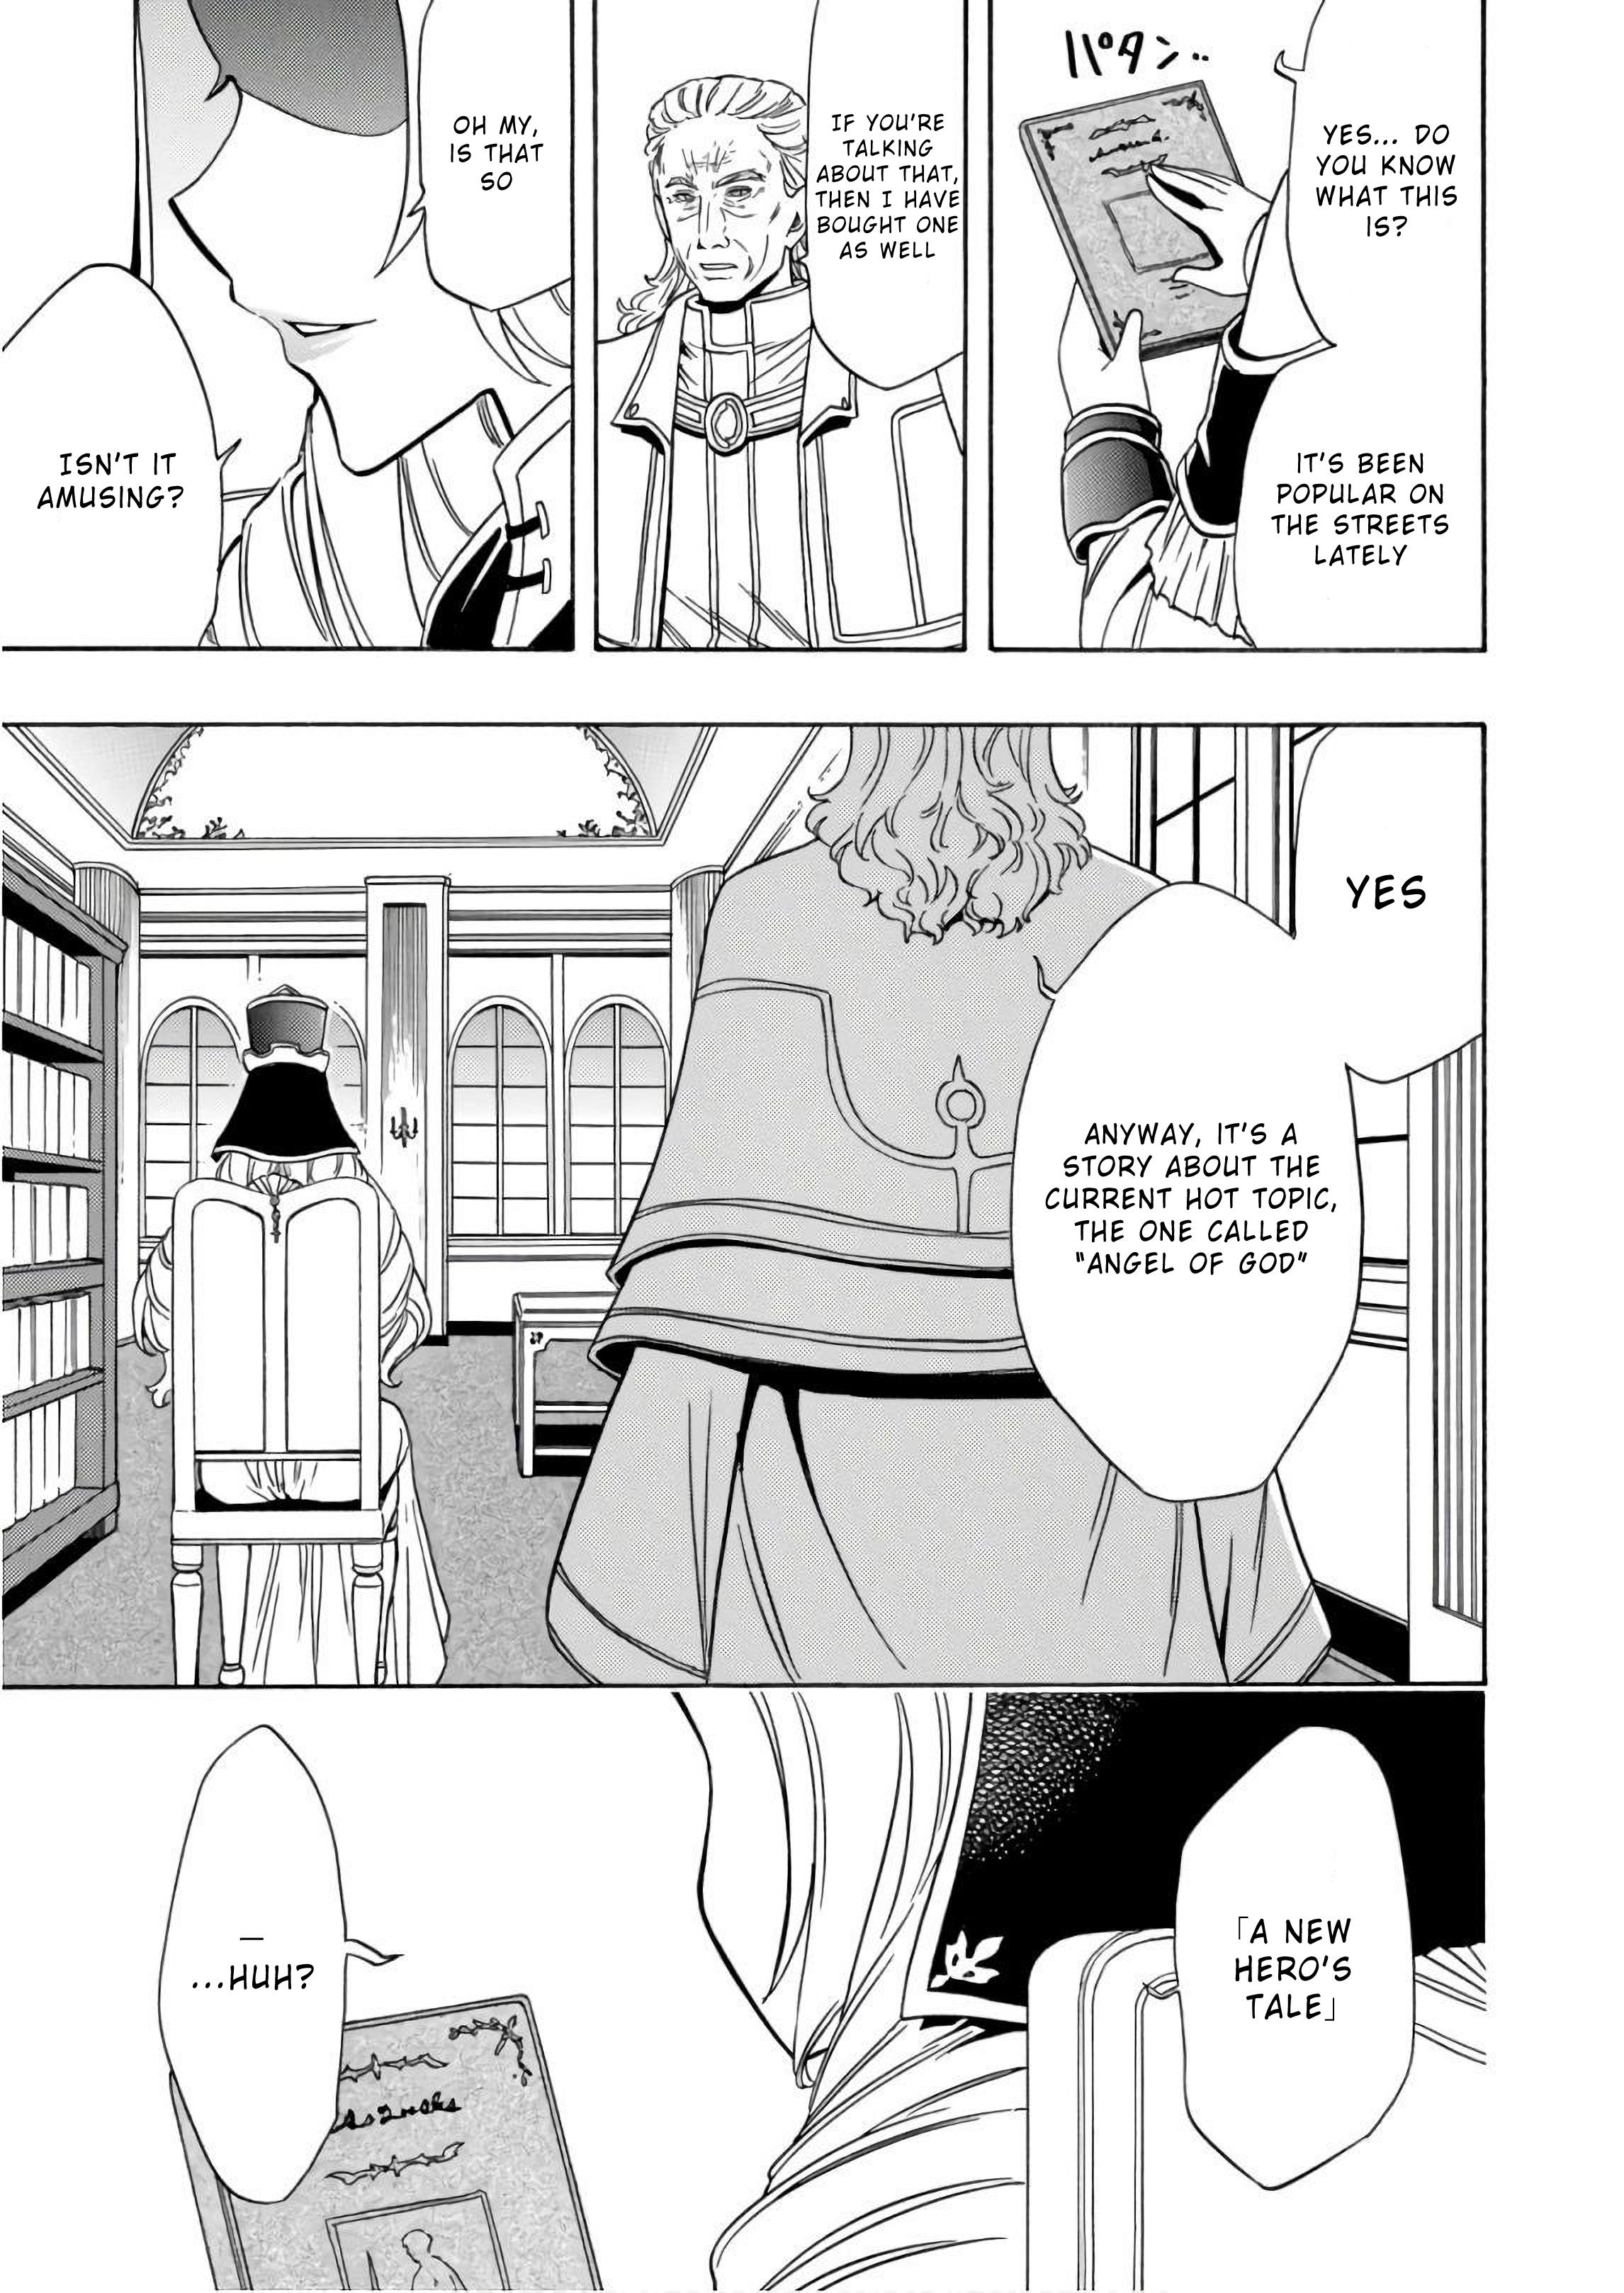 パタン‥
YES... DO
YOU KNOW
WHAT THIS
IS?
IT'S BEEN
POPULAR ON
THE STREETS
LATELY
IF YOU'RE
TALKING
ABOUT THAT,
THEN I HAVE
BOUGHT ONE
AS WELL
OH MY,
IS THAT
SO
ISN'T IT
AMUSING?
YES
ANYWAY, IT'S A
STORY ABOUT THE
CURRENT HOT TOPIC,
THE ONE CALLED
"ANGEL OF GOD"
「A NEW
HERO'S
TALE」
—
...HUH?